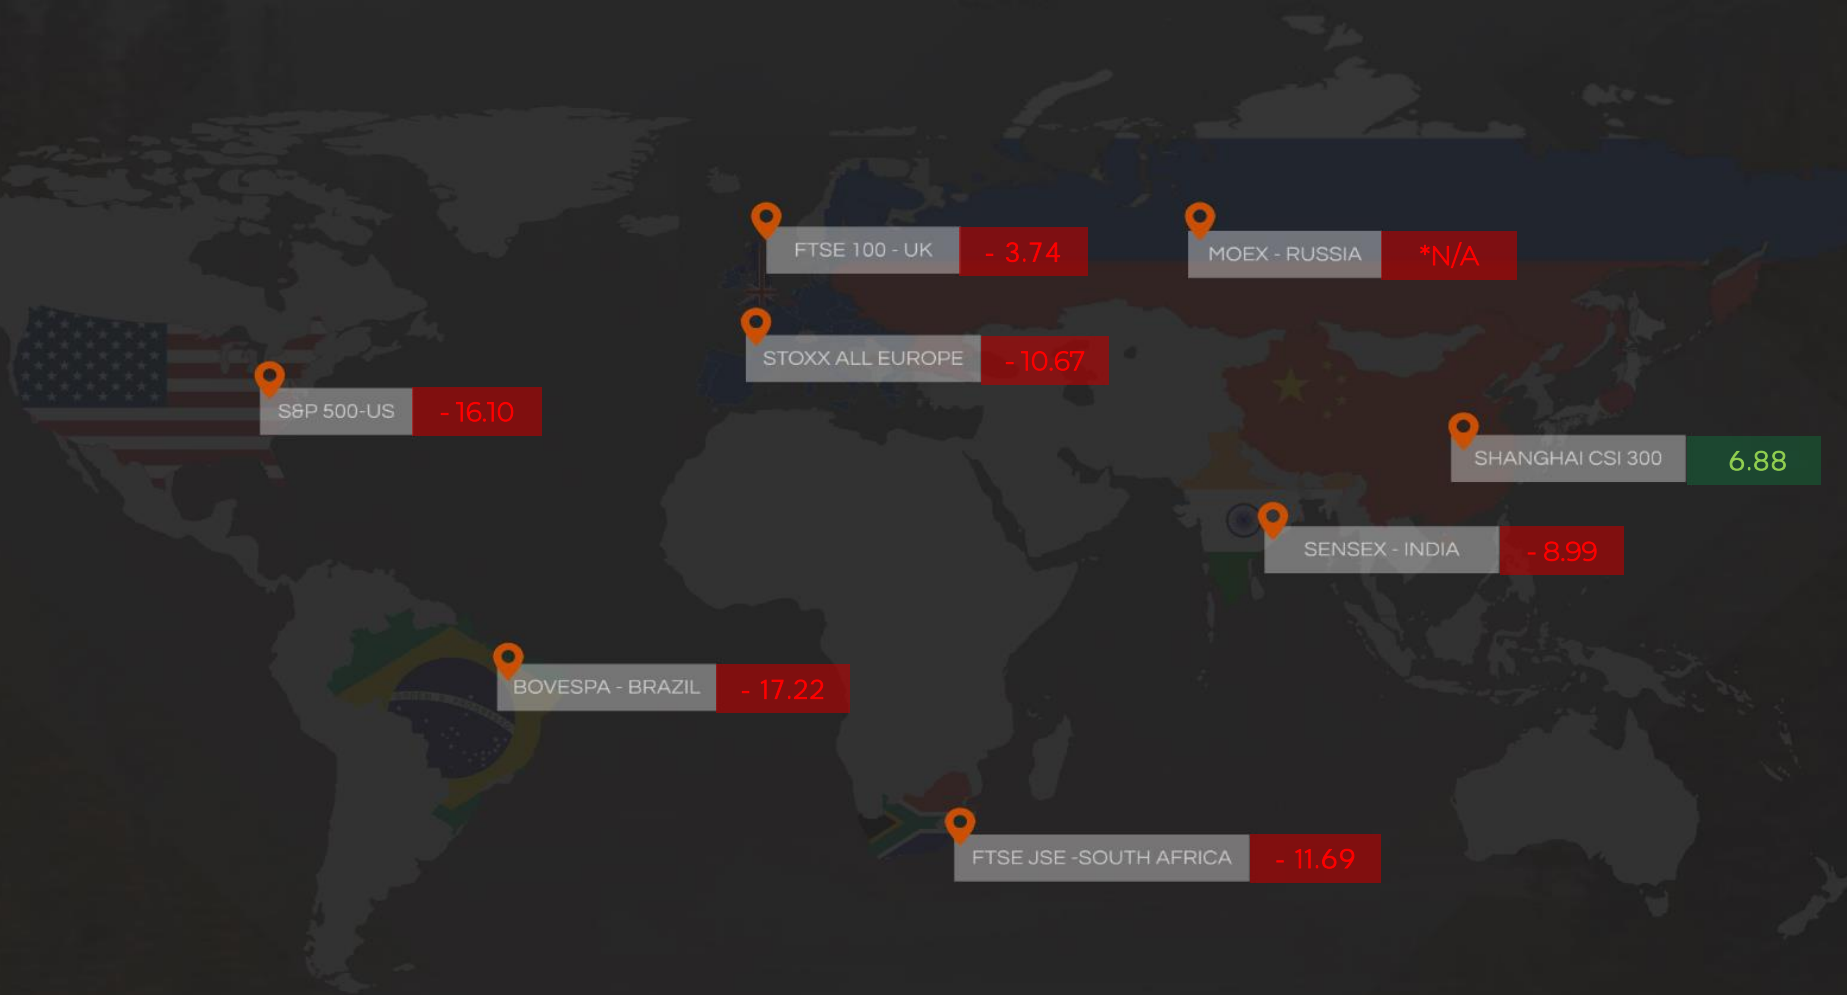 FTSE 100 - UK - 3.74
MOEX - RUSSIA *N/A
STOXX ALL EUROPE - 10.67
S&P 500-US - 16.10
SHANGHAI CSI 300 6.88
SENSEX - INDIA - 8.99
BOVESPA - BRAZIL - 17.22
FTSE JSE -SOUTH AFRICA - 11.69